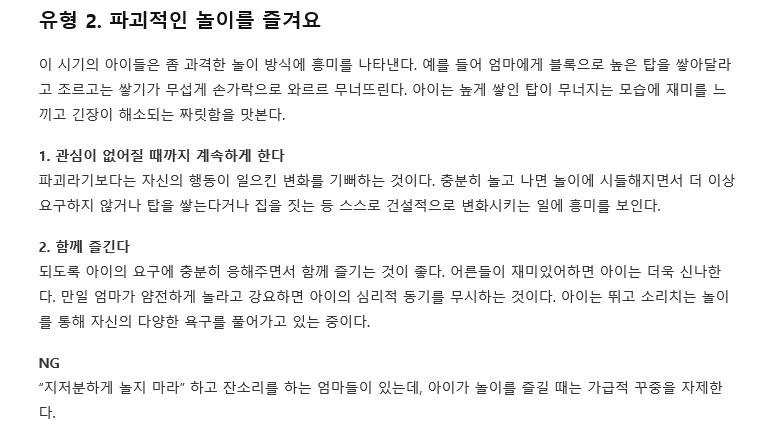 유형 2. 파괴적인 놀이를 즐겨요
이 시기의 아이들은 좀 과격한 놀이 방식에 흥미를 나타낸다. 예를 들어 엄마에게 블록으로 높은 탑을 쌓아달라
고 조르고는 쌓기가 무섭게 손가락으로 와르르 무너뜨린다. 아이는 높게 쌓인 탑이 무너지는 모습에 재미를 느
끼고 긴장이 해소되는 짜릿함을 맛본다.
1. 관심이 없어질 때까지 계속하게 한다
파괴라기보다는 자신의 행동이 일으킨 변화를 기뻐하는 것이다. 충분히 놀고 나면 놀이에 시들해지면서 더 이상
요구하지 않거나 탑을 쌓는다거나 집을 짓는 등 스스로 건설적으로 변화시키는 일에 흥미를 보인다.
2. 함께 즐긴다
되도록 아이의 요구에 충분히 응해주면서 함께 즐기는 것이 좋다. 어른들이 재미있어하면 아이는 더욱 신나한
다. 만일 엄마가 얌전하게 놀라고 강요하면 아이의 심리적 동기를 무시하는 것이다. 아이는 뛰고 소리치는 놀이
를 통해 자신의 다양한 욕구를 풀어가고 있는 중이다.
NG
“지저분하게 놀지 마라” 하고 잔소리를 하는 엄마들이 있는데, 아이가 놀이를 즐길 때는 가급적 꾸중을 자제한
다.